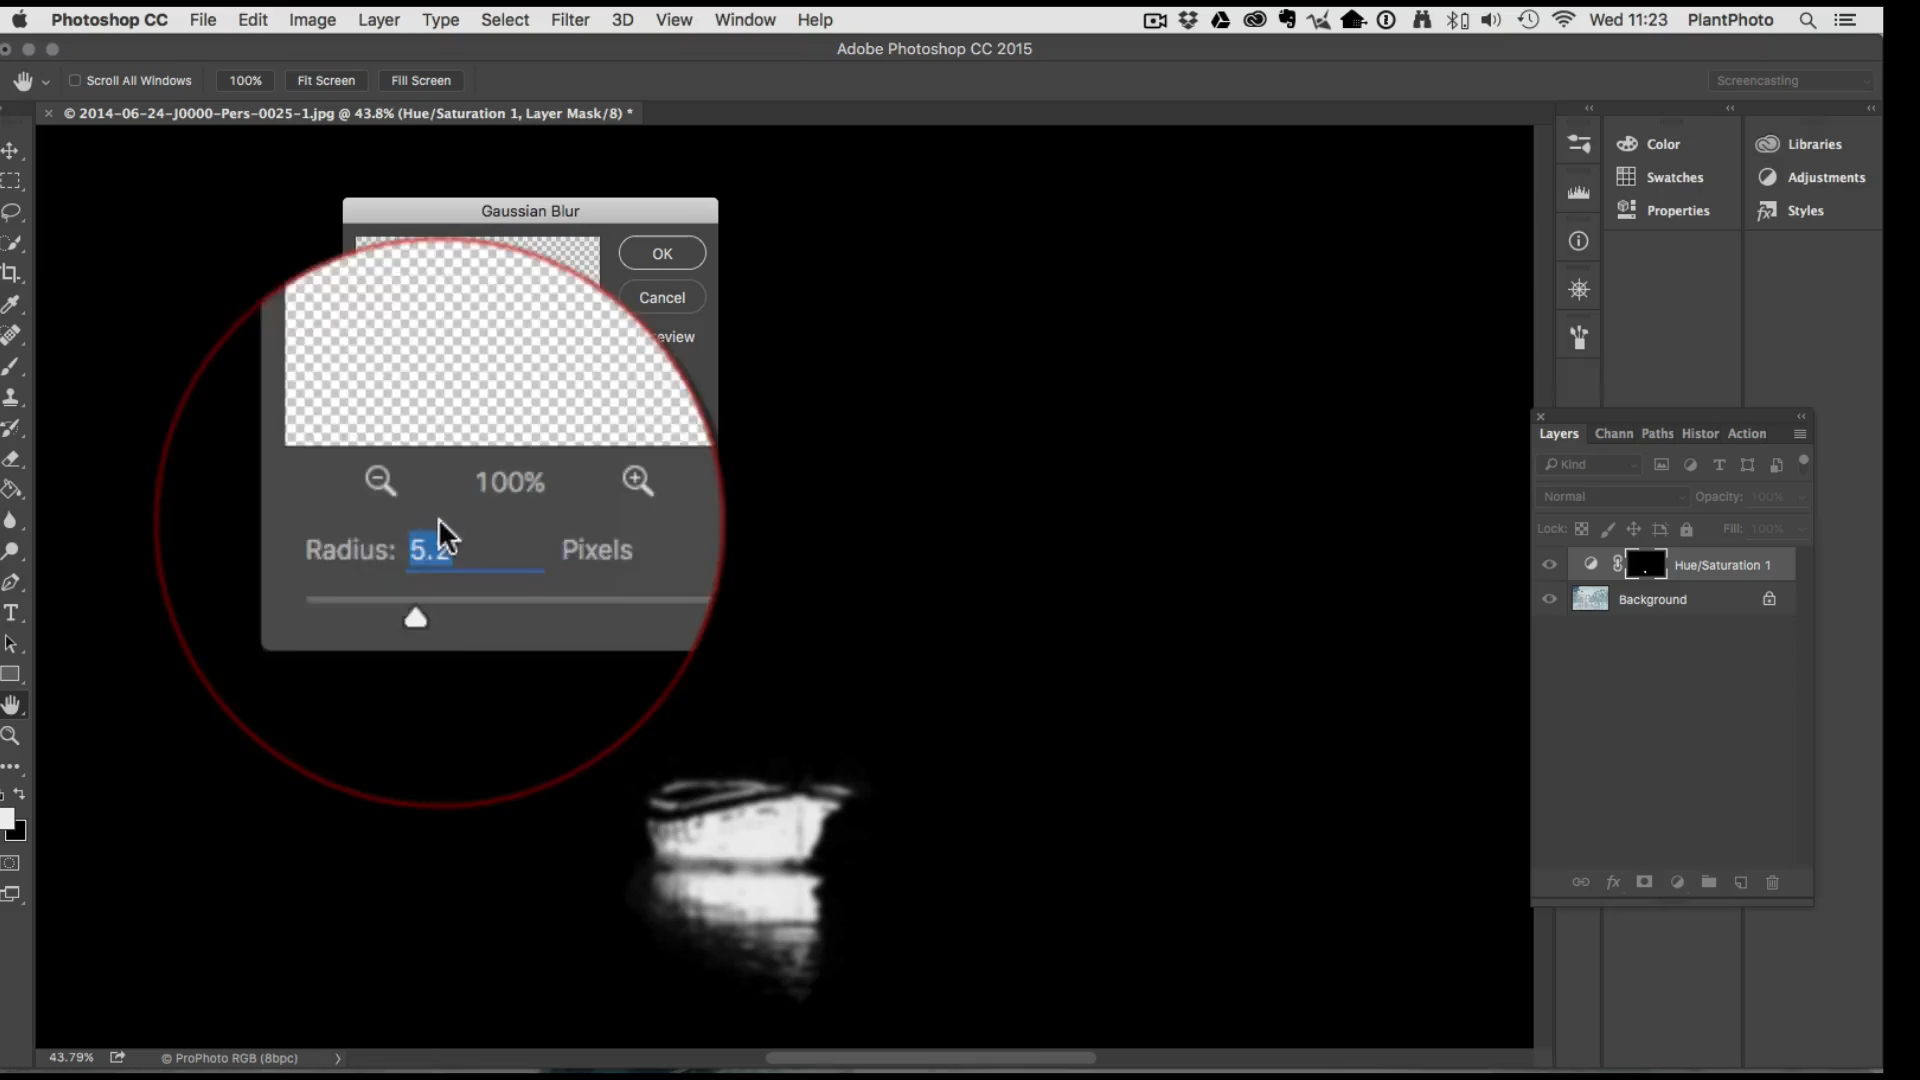 Photoshop CC File Edit Image Layer Type Select Filter 3D View Window Help Wed 11:23 PlantPhoto
Adobe Photoshop CC 2015
Scroll All Windows 100% Fit Screen Fill Screen Screencasting
© 2014-06-24-J0000-Pers-0025-1.jpg @ 43.8% (Hue/Saturation 1, Layer Mask/8) *
Color Libraries
Swatches Adjustments
Properties Styles
Gaussian Blur
OK
Cancel
eview
100%
Radius: 5.2 Pixels
Layers Chann Paths Histor Action
Kind
Normal Opacity: 100%
Lock: Fill: 100%
Hue/Saturation 1
Background
43.79% © ProPhoto RGB (8bpc)